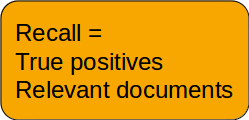 Recall =
True positives
Relevant documents